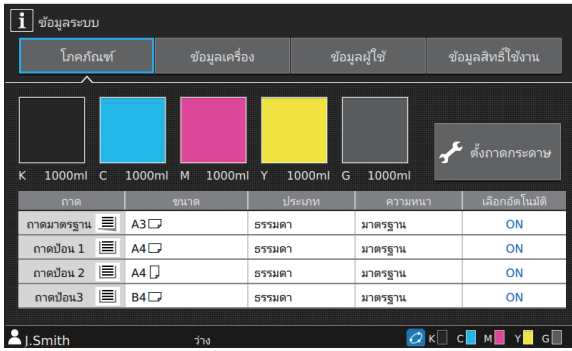 i ข้อมูลระบบ
โภคภัณฑ์ ข้อมูลเครื่อง ข้อมูลผู้ใช้ ข้อมูลสิทธิ์ใช้งาน
ตั้งถาดกระดาษ
K 1000ml C 1000ml M 1000ml Y 1000ml G 1000ml
ถาด ขนาด ประเภท ความหนา เลือกอัตโนมัติ
ถาดมาตรฐาน A3 ธรรมดา มาตรฐาน ON
ถาดป้อน 1 A4 ธรรมดา มาตรฐาน ON
ถาดป้อน 2 A4 ธรรมดา มาตรฐาน ON
ถาดป้อน3 B4 ธรรมดา มาตรฐาน ON
J.Smith ว่าง K C M Y G